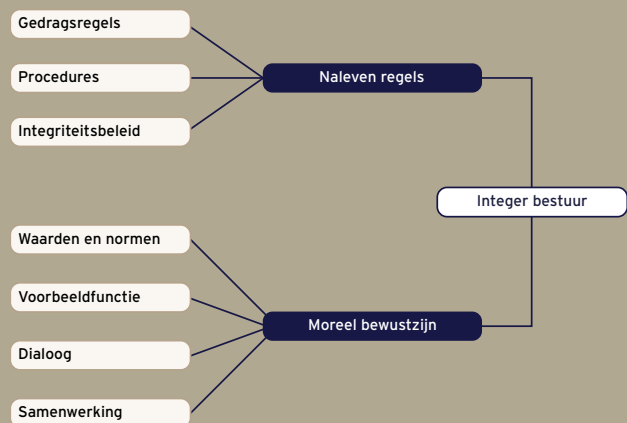 Gedragsregels
Procedures
Naleven regels
Integriteitsbeleid
Integer bestuur
Waarden en normen
Voorbeeldfunctie
Moreel bewustzijn
Dialoog
Samenwerking